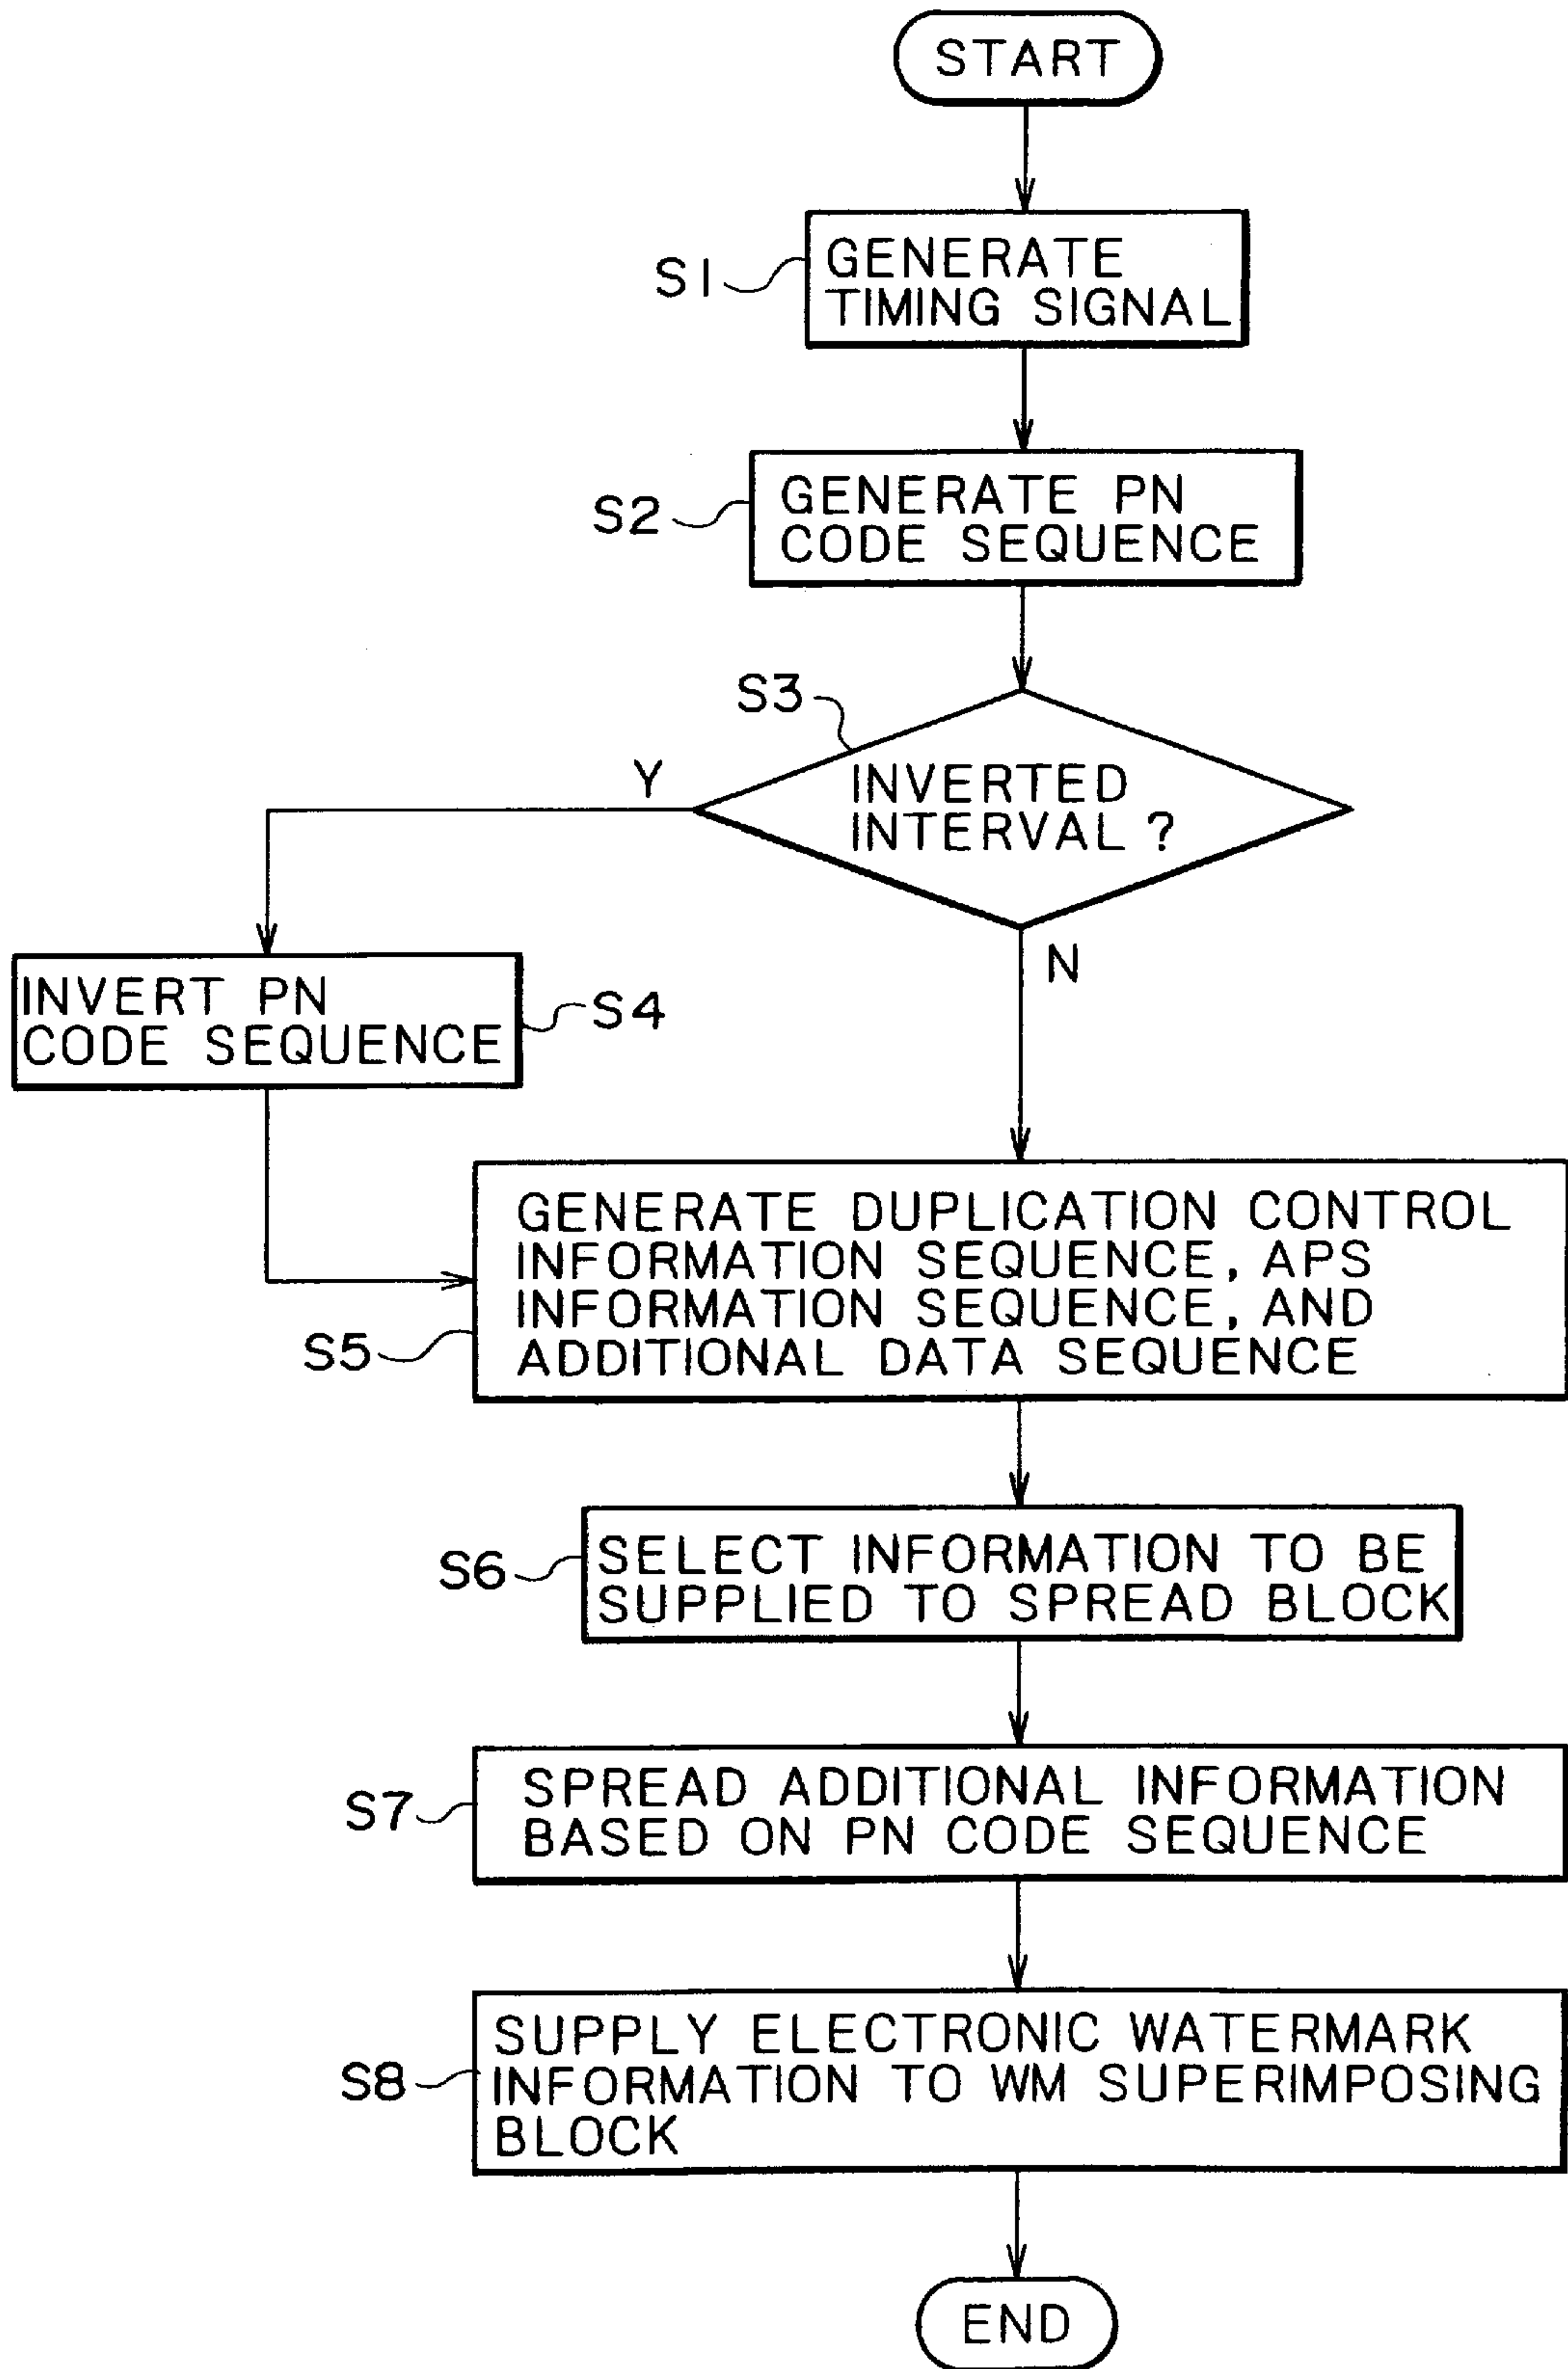 START
S1
GENERATE
TIMING SIGNAL
S2
GENERATE PN
CODE SEQUENCE
S3
INVERTED
INTERVAL?
Y
N
INVERT PN
CODE SEQUENCE
S4
GENERATE DUPLICATION CONTROL
INFORMATION SEQUENCE, APS
INFORMATION SEQUENCE, AND
ADDITIONAL DATA SEQUENCE
S5
S6
SELECT INFORMATION TO BE
SUPPLIED TO SPREAD BLOCK
S7
SPREAD ADDITIONAL INFORMATION
BASED ON PN CODE SEQUENCE
S8
SUPPLY ELECTRONIC WATERMARK
INFORMATION TO WM SUPERIMPOSING
BLOCK
END